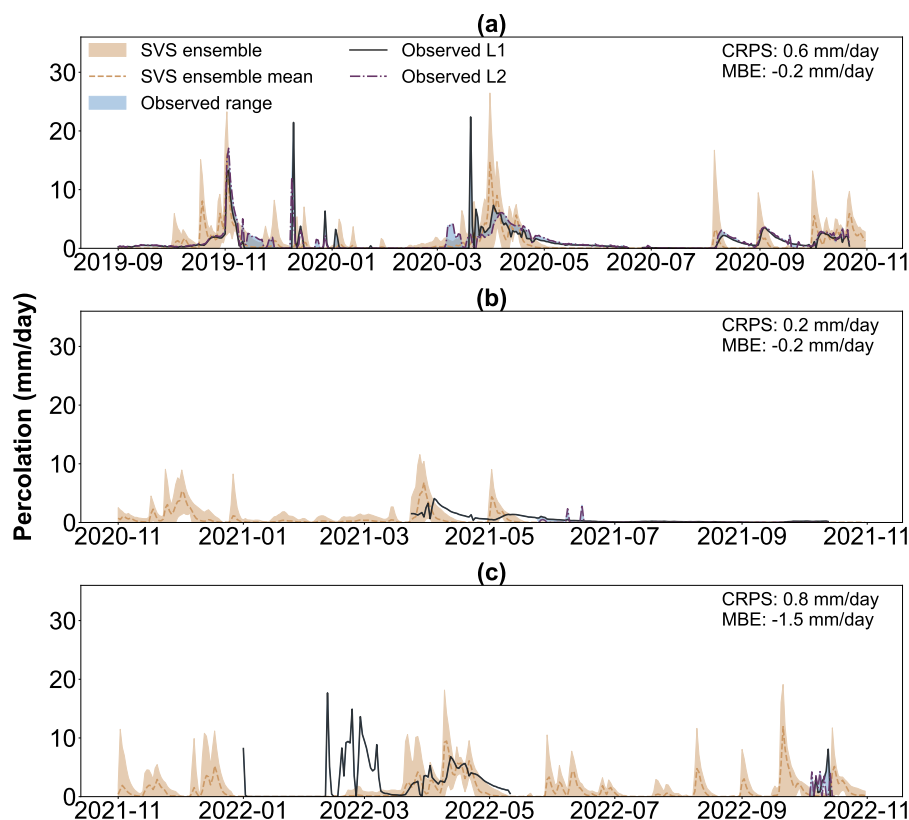 (a)
SVS ensemble
SVS ensemble mean
Observed range
Observed L1
Observed L2
CRPS: 0.6 mm/day
MBE: -0.2 mm/day
30
20
10
0
2019-09 2019-11 2020-01 2020-03 2020-05 2020-07 2020-09 2020-11
Percolation (mm/day)
(b)
CRPS: 0.2 mm/day
MBE: -0.2 mm/day
30
20
10
0
2020-11 2021-01 2021-03 2021-05 2021-07 2021-09 2021-11
(c)
CRPS: 0.8 mm/day
MBE: -1.5 mm/day
30
20
10
0
2021-11 2022-01 2022-03 2022-05 2022-07 2022-09 2022-11